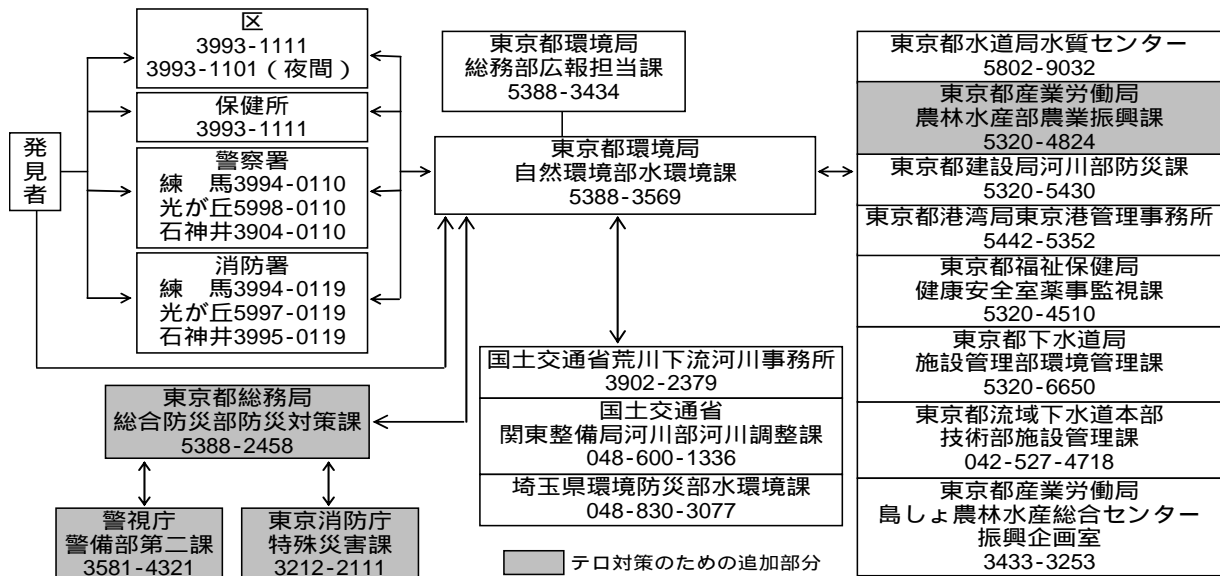 発見者
区
3993-1111
3993-1101（夜間）
保健所
3993-1111
警察署
練　馬3994-0110
光が丘5998-0110
石神井3904-0110
消防署
練　馬3994-0119
光が丘5997-0119
石神井3995-0119
東京都環境局
総務部広報担当課
5388-3434
東京都環境局
自然環境部水環境課
5388-3569
東京都水道局水質センター
5802-9032
東京都産業労働局
農林水産部農業振興課
5320-4824
東京都建設局河川部防災課
5320-5430
東京都港湾局東京港管理事務所
5442-5352
東京都福祉保健局
健康安全室薬事監視課
5320-4510
東京都下水道局
施設管理部環境管理課
5320-6650
東京都流域下水道本部
技術部施設管理課
042-527-4718
東京都産業労働局
島しょ農林水産総合センター
振興企画室
3433-3253
国土交通省荒川下流河川事務所
3902-2379
国土交通省
関東整備局河川部河川調整課
048-600-1336
埼玉県環境防災部水環境課
048-830-3077
東京都総務局
総合防災部防災対策課
5388-2458
警視庁
警備部第二課
3581-4321
東京消防庁
特殊災害課
3212-2111
テロ対策のための追加部分